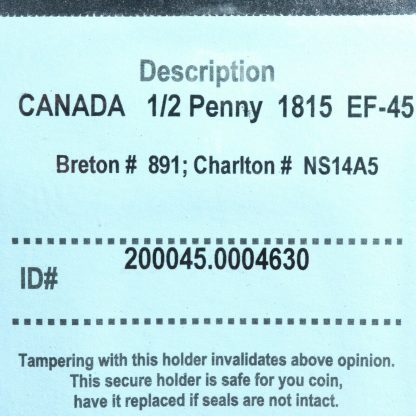 Description
CANADA 1/2 Penny 1815 EF-45
Breton # 891; Charlton # NS14A5
ID# 200045.0004630
Tampering with this holder invalidates above opinion.
This secure holder is safe for you coin,
have it replaced if seals are not intact.